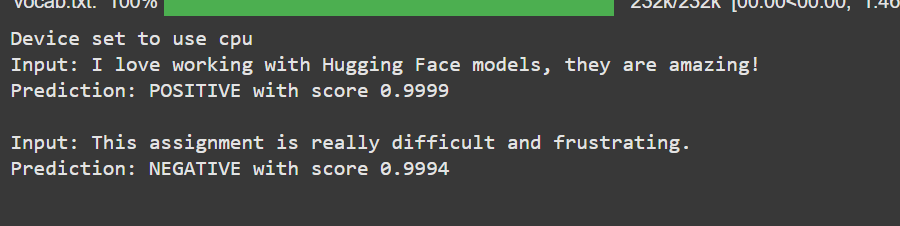 vocab.txt: 100% 232k/232k [00:00<00:00, 1.46
Device set to use cpu
Input: I love working with Hugging Face models, they are amazing!
Prediction: POSITIVE with score 0.9999
Input: This assignment is really difficult and frustrating.
Prediction: NEGATIVE with score 0.9994